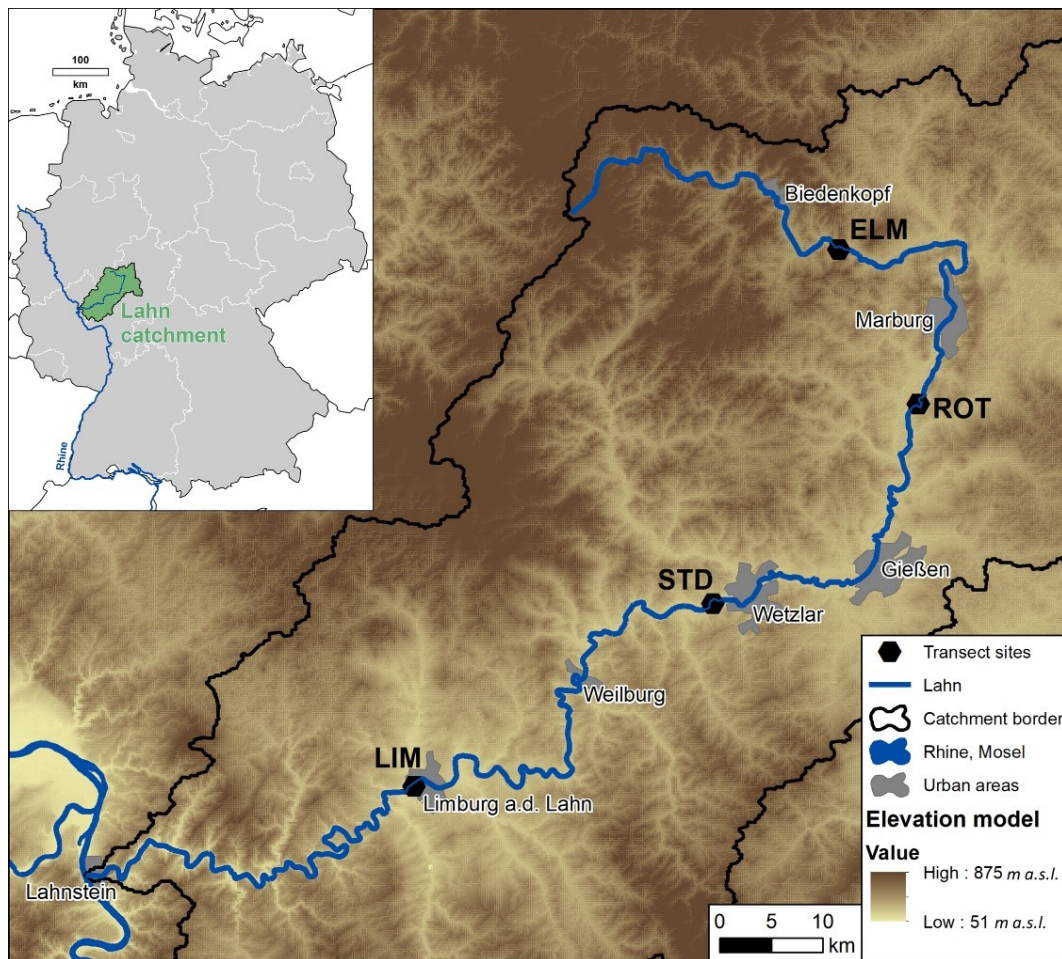 100
km
Lahn
catchment
Rhine
Biedenkopf
ELM
Marburg
ROT
Gießen
STD
Wetzlar
Weilburg
LIM
Limburg a.d. Lahn
Lahnstein
Transect sites
Lahn
Catchment border
Rhine, Mosel
Urban areas
Elevation model
Value
High : 875 m a.s.l.
Low : 51 m a.s.l.
0 5 10
km